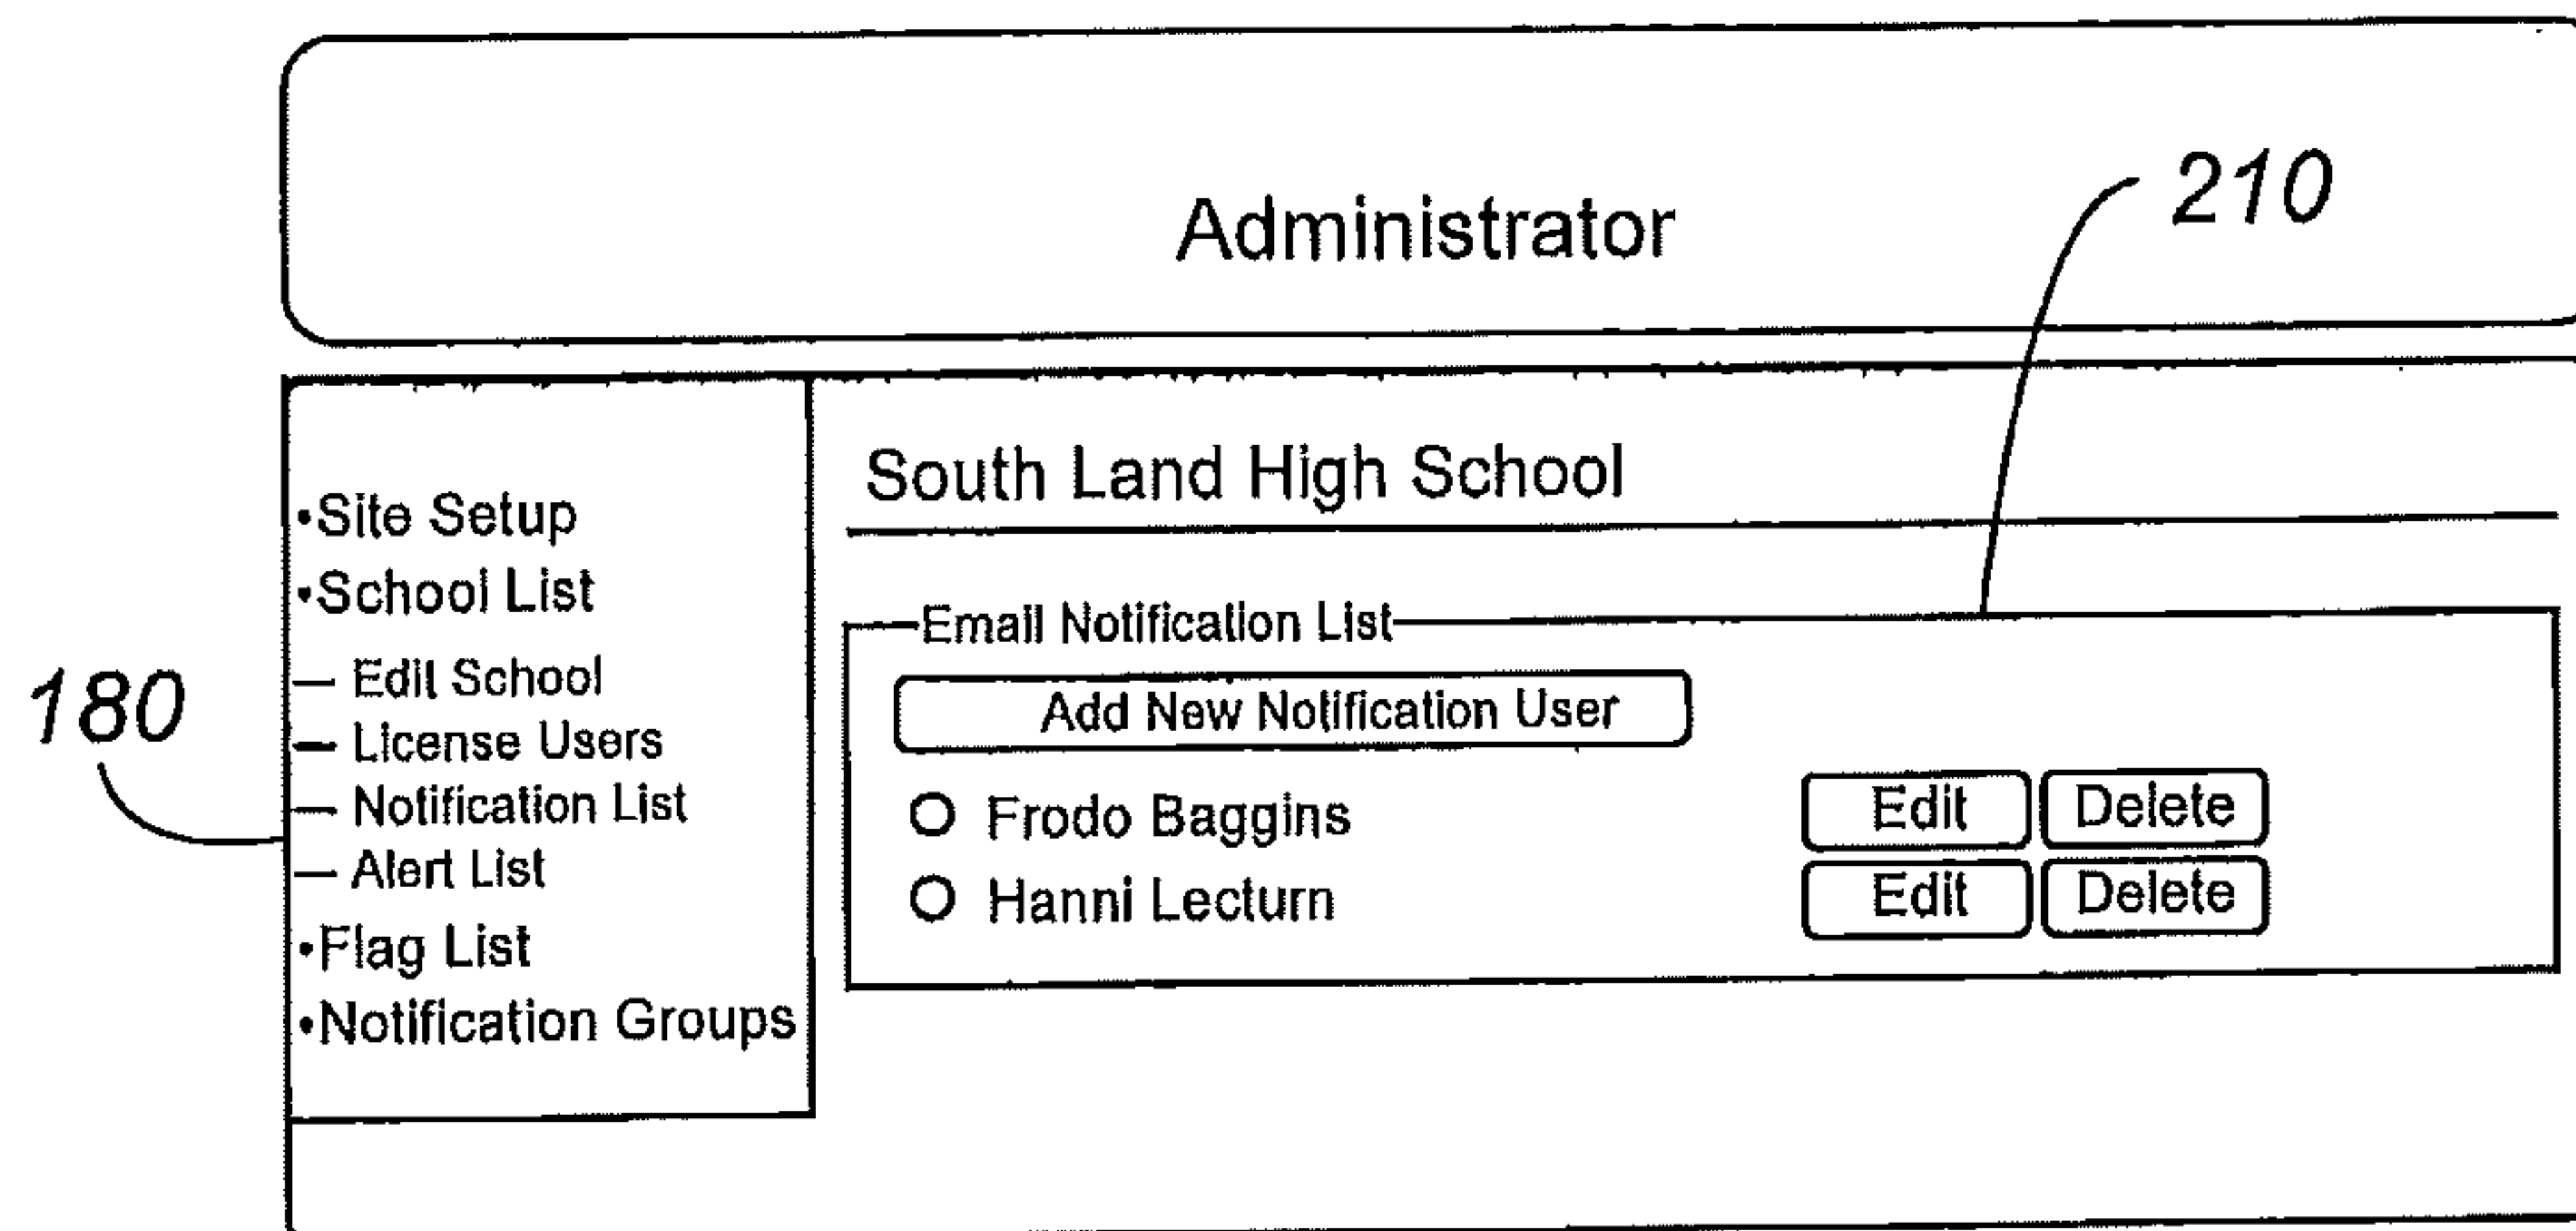 Administrator
210
180
•Site Setup
•School List
— Edit School
— License Users
— Notification List
— Alert List
•Flag List
•Notification Groups
South Land High School
Email Notification List
Add New Notification User
Frodo Baggins Edit Delete
Hanni Lecturn Edit Delete